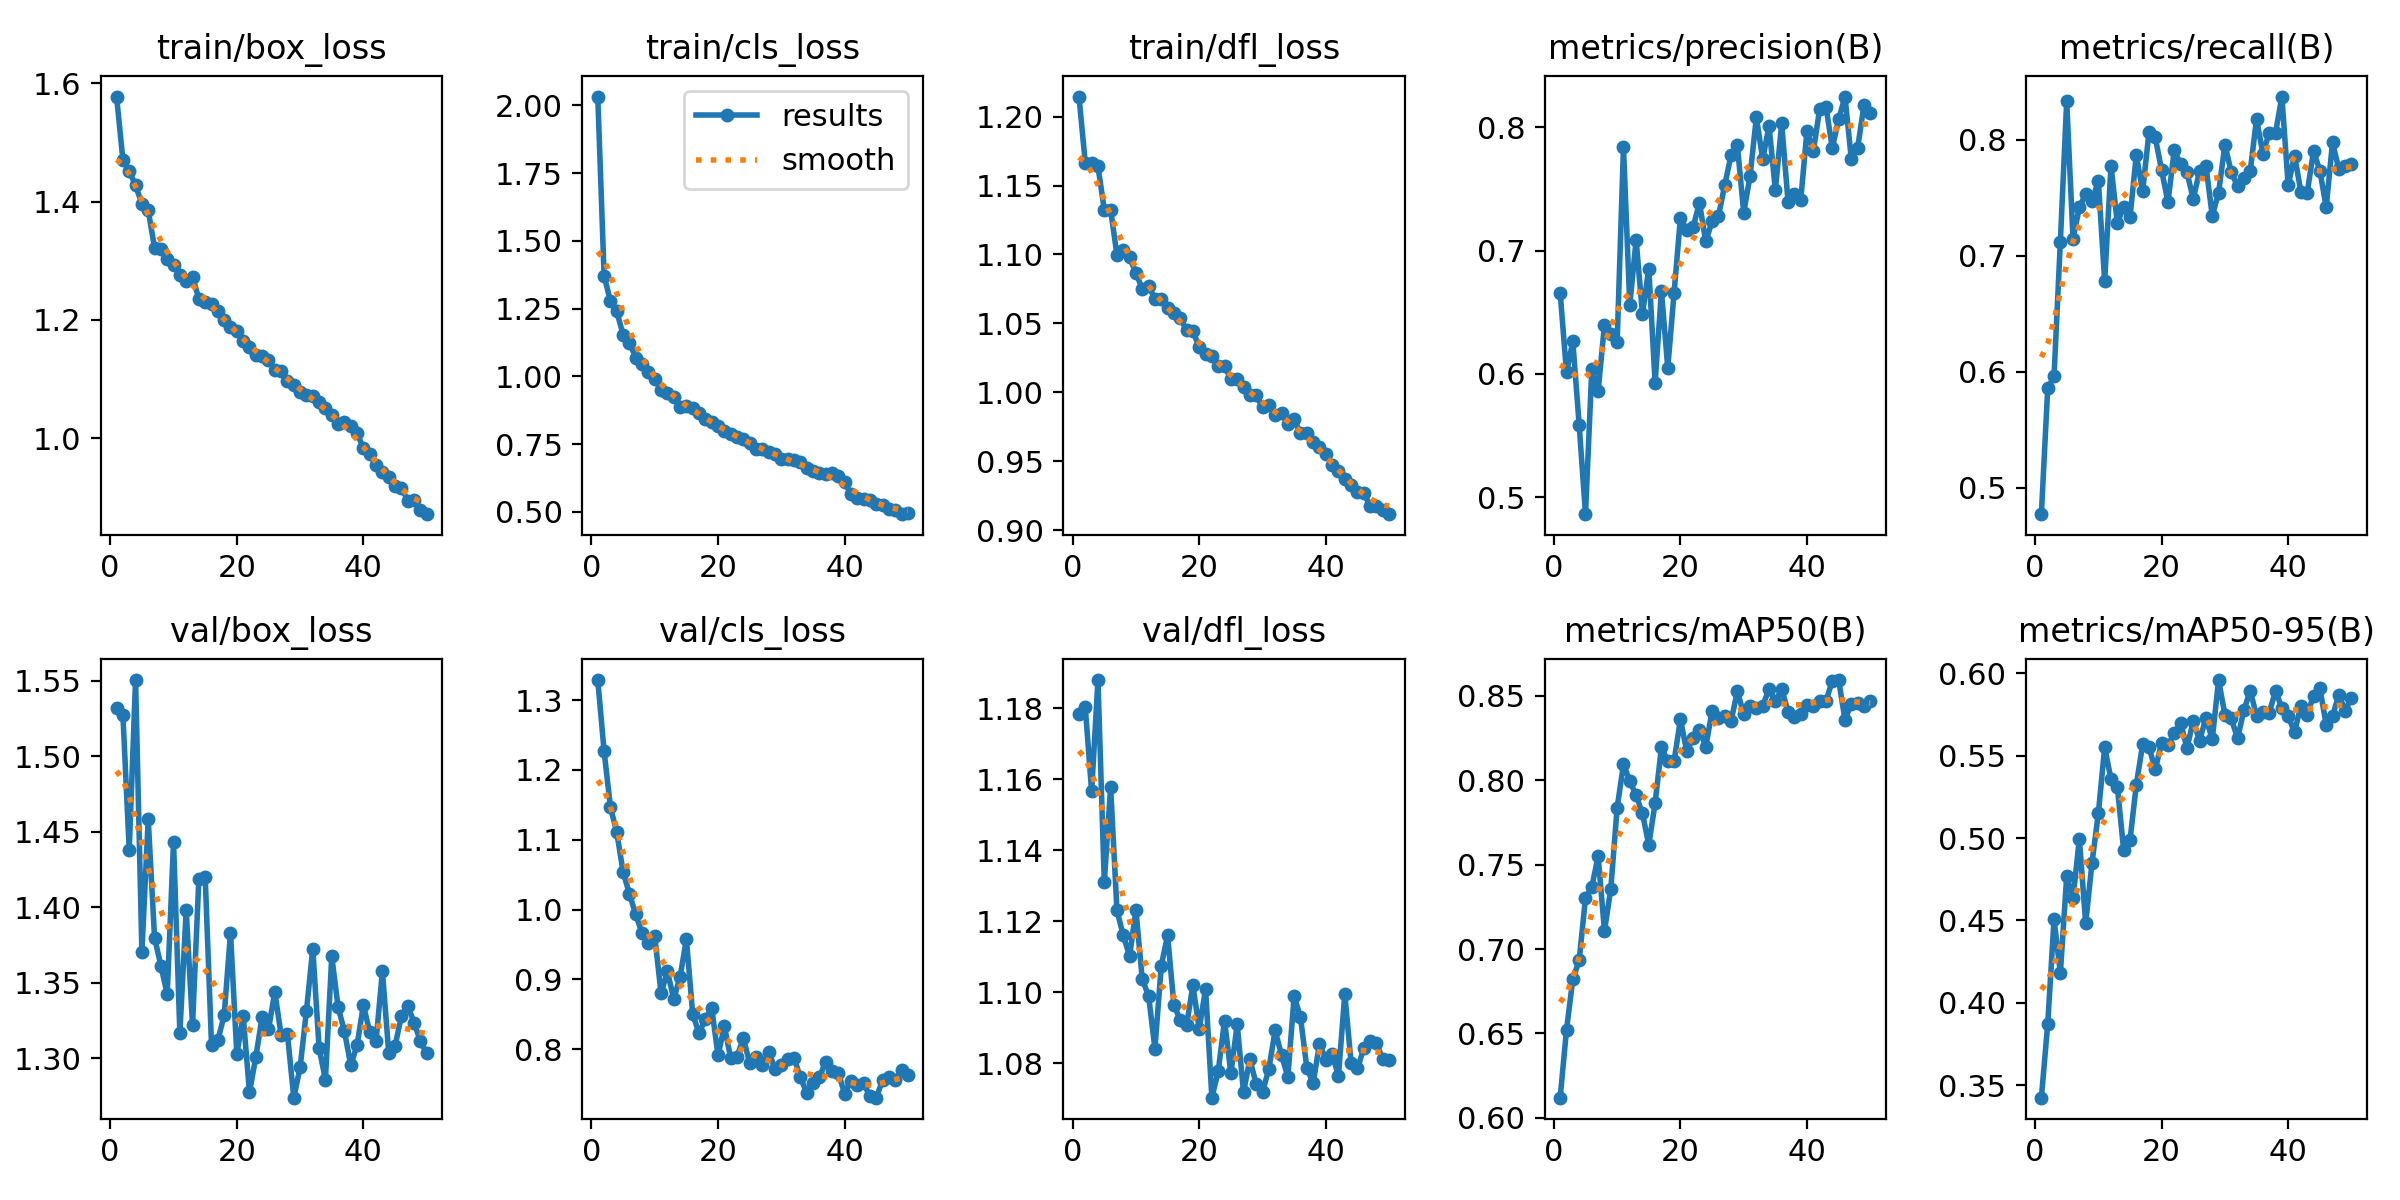 train/box_loss
1.6
1.4
1.2
1.0
0 20 40
train/cls_loss
results
smooth
2.00
1.75
1.50
1.25
1.00
0.75
0.50
0 20 40
train/dfl_loss
1.20
1.15
1.10
1.05
1.00
0.95
0.90
0 20 40
metrics/precision(B)
0.8
0.7
0.6
0.5
0 20 40
metrics/recall(B)
0.8
0.7
0.6
0.5
0 20 40
val/box_loss
1.55
1.50
1.45
1.40
1.35
1.30
0 20 40
val/cls_loss
1.3
1.2
1.1
1.0
0.9
0.8
0 20 40
val/dfl_loss
1.18
1.16
1.14
1.12
1.10
1.08
0 20 40
metrics/mAP50(B)
0.85
0.80
0.75
0.70
0.65
0.60
0 20 40
metrics/mAP50-95(B)
0.60
0.55
0.50
0.45
0.40
0.35
0 20 40